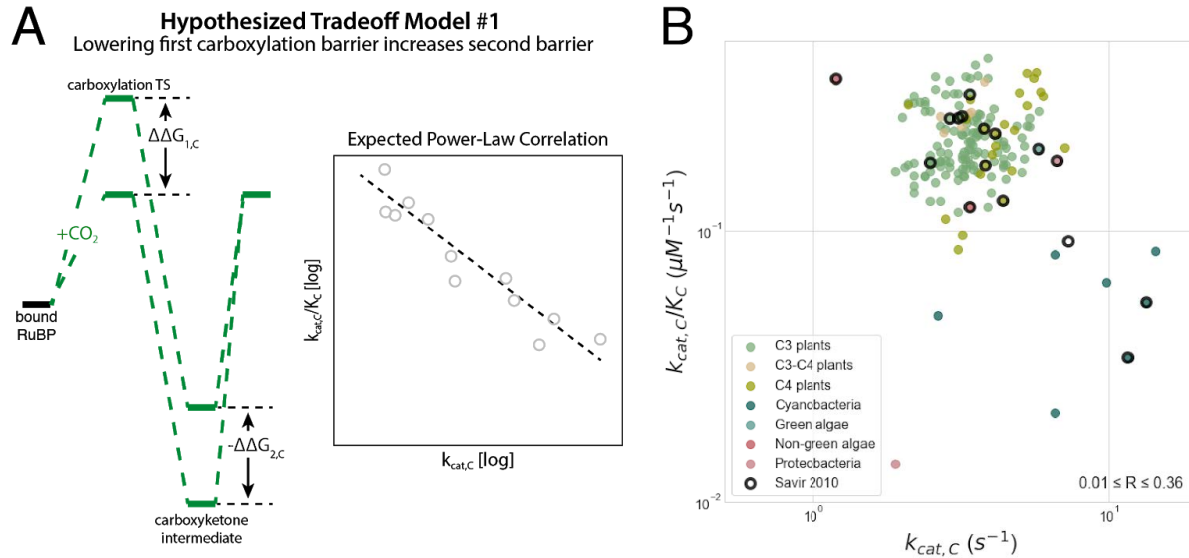 A
Hypothesized Tradeoff Model #1
Lowering first carboxylation barrier increases second barrier
carboxylation TS
ΔΔG1,C
+CO2
bound
RuBP
-ΔΔG2,C
carboxyketone
intermediate
Expected Power-Law Correlation
kcat,C/KC [log]
kcat,C [log]
B
kcat, C/KC (μM⁻¹s⁻¹)
10⁻¹
10⁻²
C3 plants
C3-C4 plants
C4 plants
Cyanobacteria
Green algae
Non-green algae
Proteobacteria
Savir 2010
0.01 ≤ R ≤ 0.36
10⁰
10¹
kcat, C (s⁻¹)